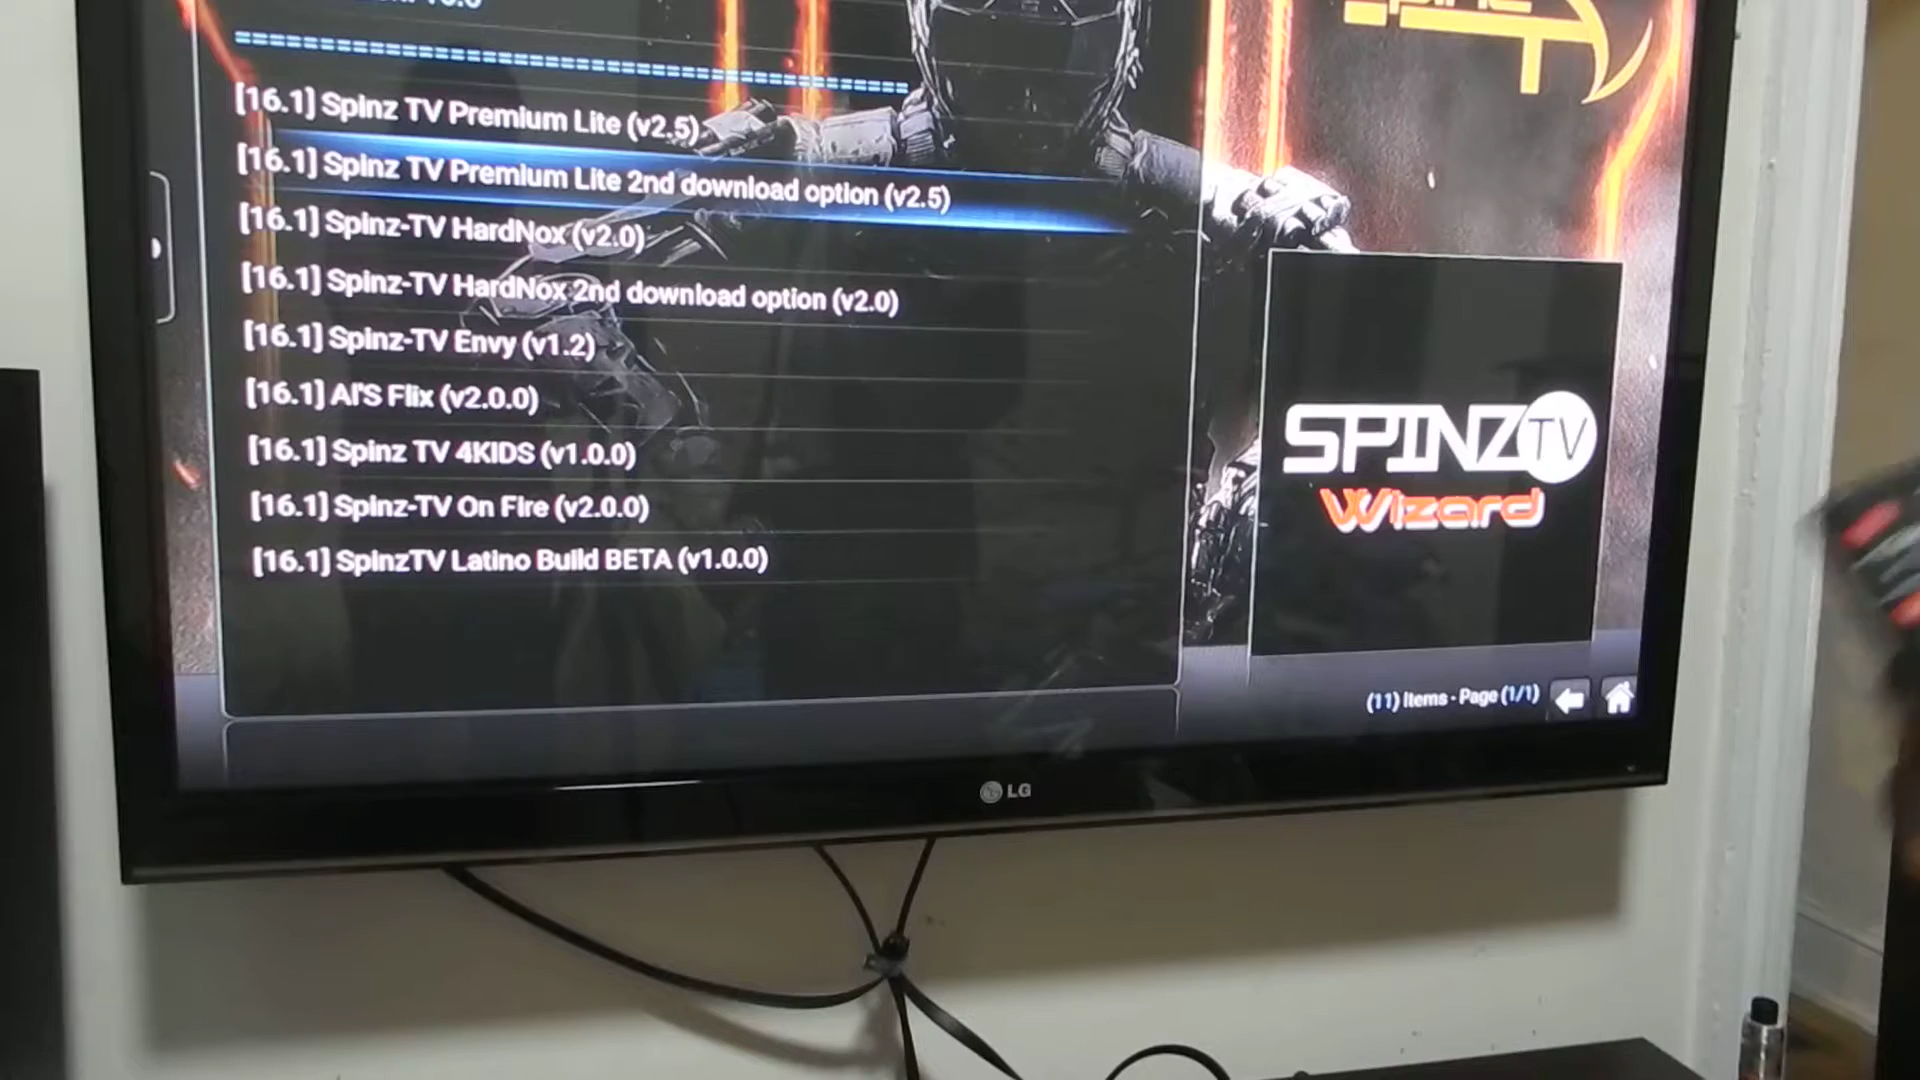 [16.1] Spinz TV Premium Lite (v2.5)
[16.1] Spinz TV Premium Lite 2nd download option (v2.5)
[16.1] Spinz-TV HardNox (v2.0)
[16.1] Spinz-TV HardNox 2nd download option (v2.0)
[16.1] Spinz-TV Envy (v1.2)
[16.1] Al'S Flix (v2.0.0)
[16.1] Spinz TV 4KIDS (v1.0.0)
[16.1] Spinz-TV On Fire (v2.0.0)
[16.1] SpinzTV Latino Build BETA (v1.0.0)
SPINZ TV
Wizard
(11) Items - Page (1/1)
LG